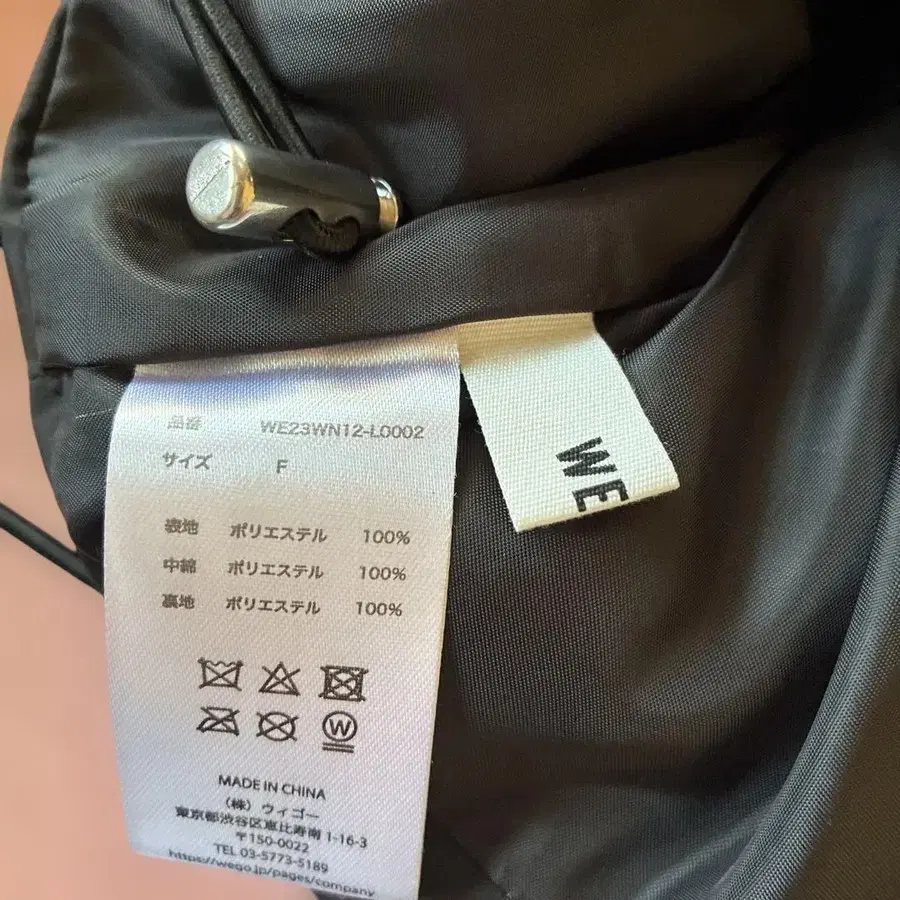 品番 WE23WN12-L0002
サイズ F
表地 ポリエステル 100%
中綿 ポリエステル 100%
裏地 ポリエステル 100%
W
MADE IN CHINA
（株）ウィゴー
東京都渋谷区恵比寿南 1-16-3
〒150-0022
TEL 03-5773-5189
https://wego.jp/pages/company
WE